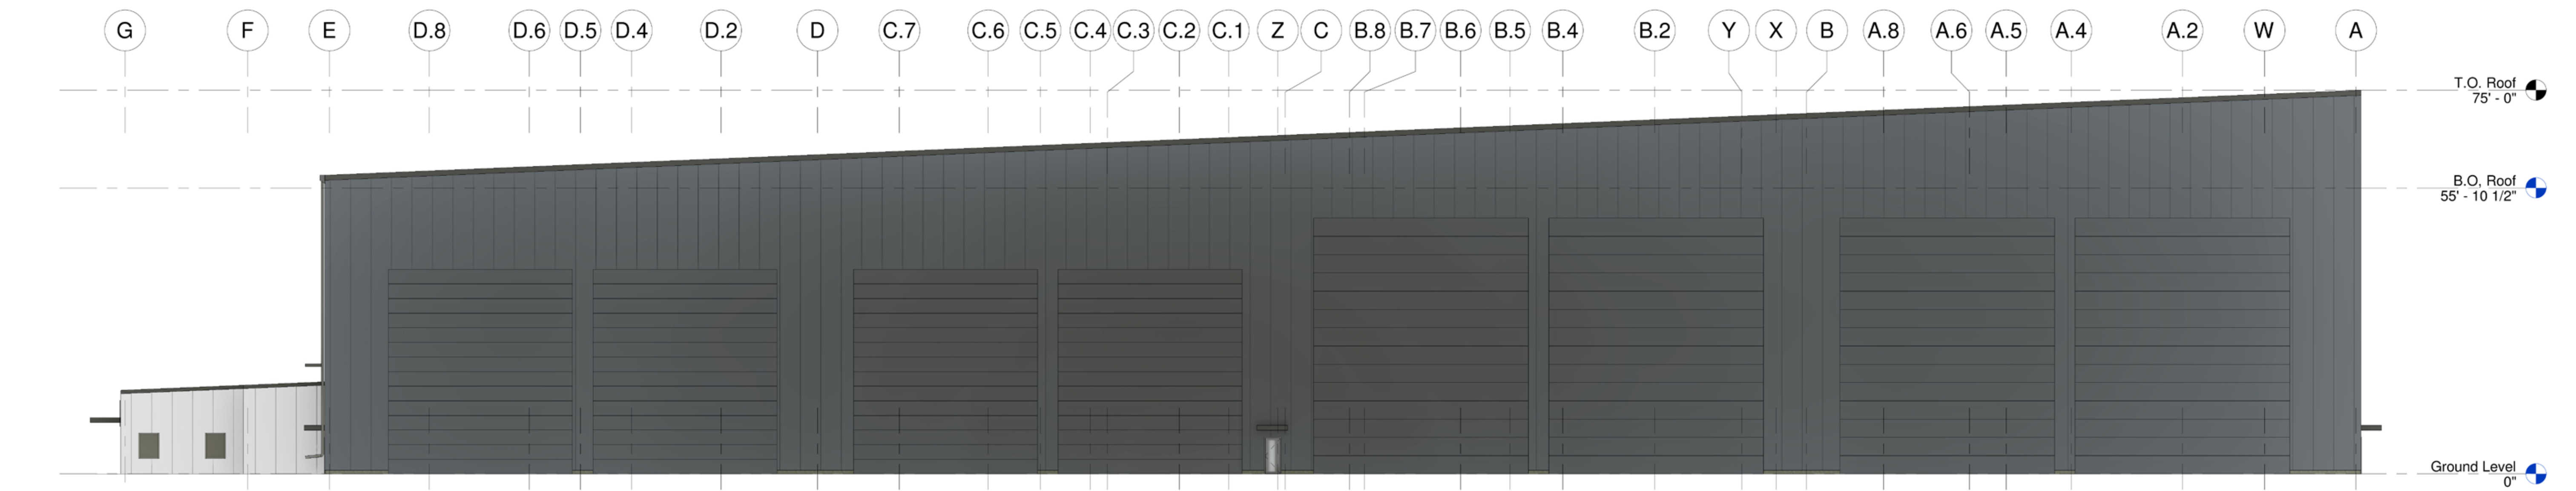 G F E D.8 D.6 D.5 D.4 D.2 D C.7 C.6 C.5 C.4 C.3 C.2 C.1 Z C B.8 B.7 B.6 B.5 B.4 B.2 Y X B A.8 A.6 A.5 A.4 A.2 W A
T.O. Roof
75' - 0"
B.O, Roof
55' - 10 1/2"
Ground Level
0"